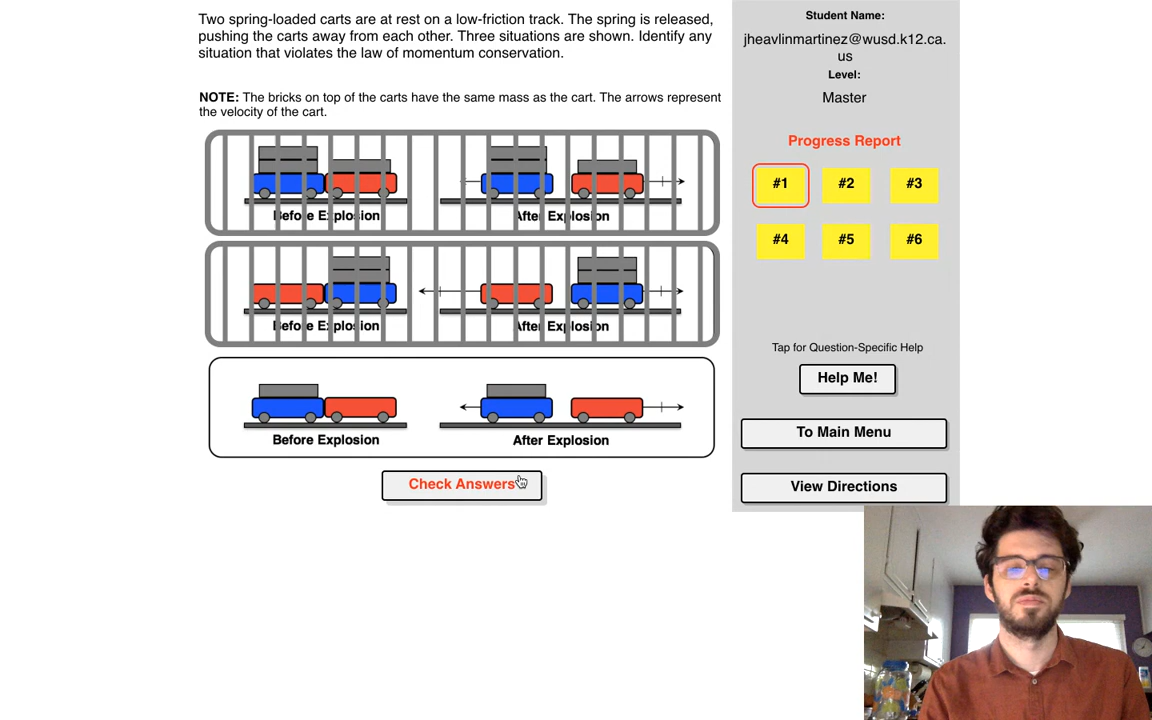 Two spring-loaded carts are at rest on a low-friction track. The spring is released,
pushing the carts away from each other. Three situations are shown. Identify any
situation that violates the law of momentum conservation.
NOTE: The bricks on top of the carts have the same mass as the cart. The arrows represent
the velocity of the cart.
Before Explosion
After Explosion
Before Explosion
After Explosion
Before Explosion
After Explosion
Check Answers
Student Name:
jheavlinmartinez@wusd.k12.ca.
us
Level:
Master
Progress Report
#1 #2 #3
#4 #5 #6
Tap for Question-Specific Help
Help Me!
To Main Menu
View Directions